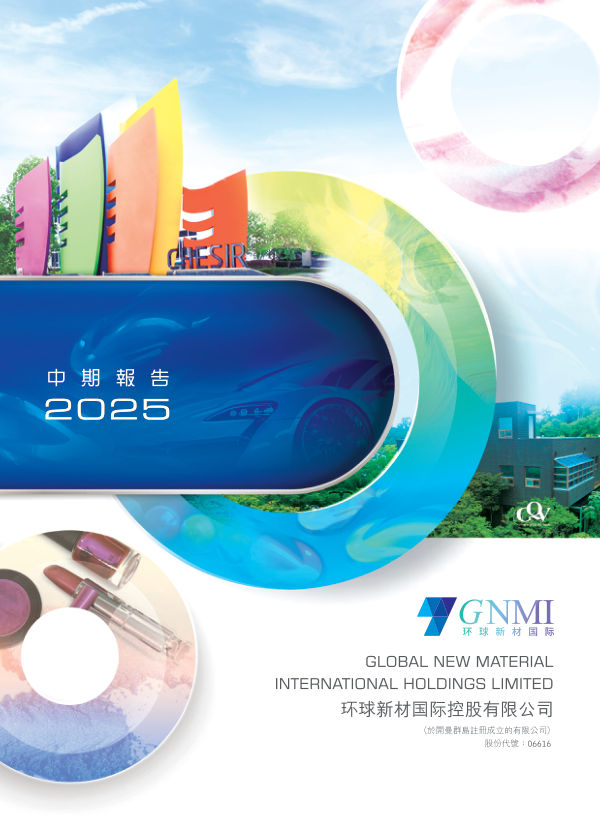 CHESIR
中期報告
2025
CQV
GNMI
环球新材国际
GLOBAL NEW MATERIAL
INTERNATIONAL HOLDINGS LIMITED
环球新材国际控股有限公司
(於開曼群島註冊成立的有限公司)
股份代號：06616